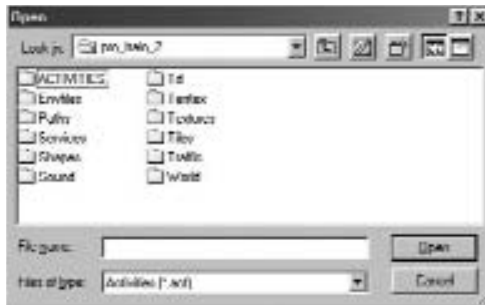 Open
Look in:
ACTIVITIES
Envfiles
Paths
Services
Shapes
Sound
Td
Textures
Tiles
Traffic
World
File name:
Open
Files of type: Activities (*.act)
Cancel